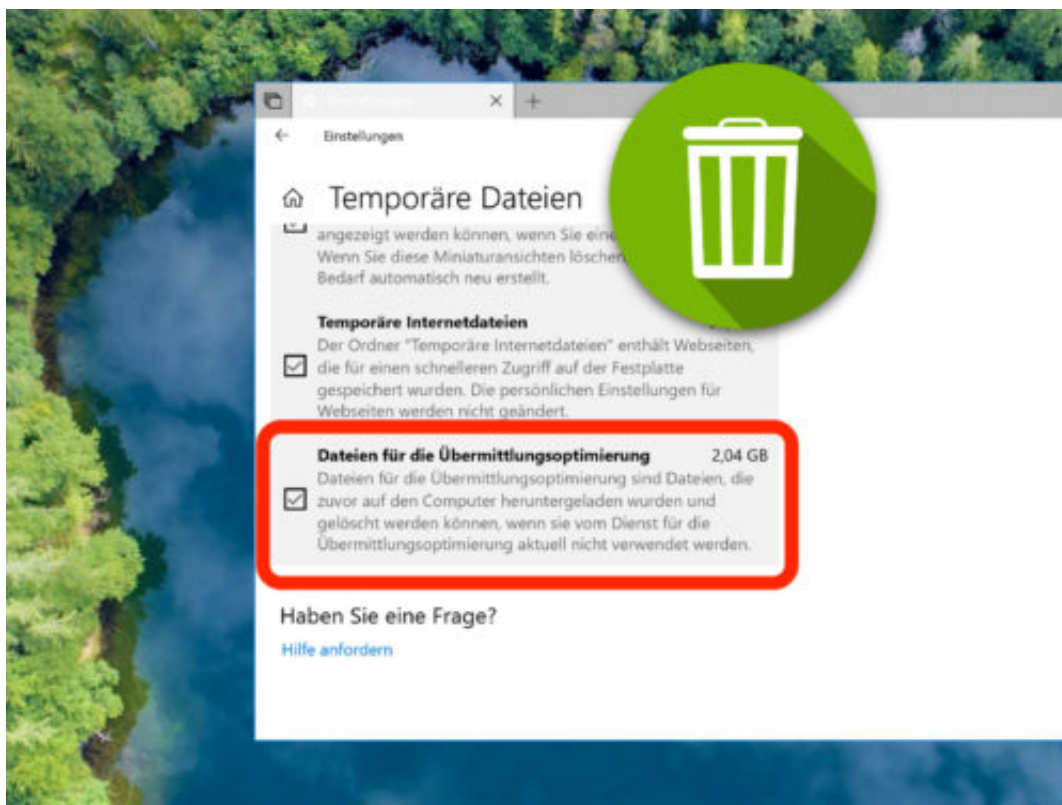 Einstellungen
Temporäre Dateien
angezeigt werden können, wenn Sie eine
Wenn Sie diese Miniaturansichten löschen
Bedarf automatisch neu erstellt.
Temporäre Internetdateien
Der Ordner "Temporäre Internetdateien" enthält Webseiten,
die für einen schnelleren Zugriff auf der Festplatte
gespeichert wurden. Die persönlichen Einstellungen für
Webseiten werden nicht geändert.
Dateien für die Übermittlungsoptimierung 2,04 GB
Dateien für die Übermittlungsoptimierung sind Dateien, die
zuvor auf den Computer heruntergeladen wurden und
gelöscht werden können, wenn sie vom Dienst für die
Übermittlungsoptimierung aktuell nicht verwendet werden.
Haben Sie eine Frage?
Hilfe anfordern